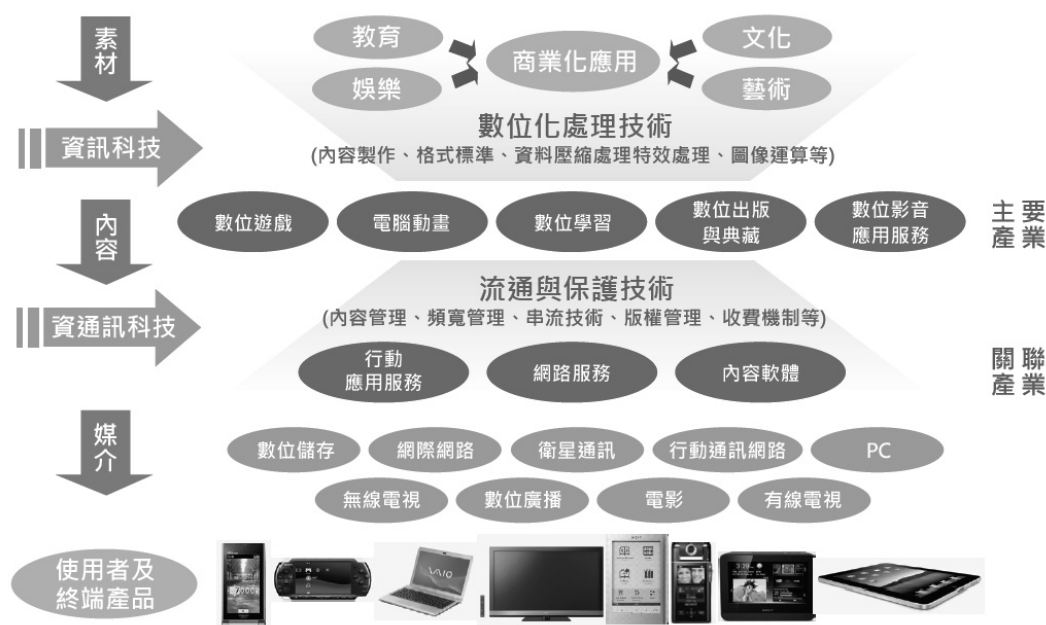 素材
教育
文化
商業化應用
娛樂
藝術
數位化處理技術
資訊科技
(內容製作、格式標準、資料壓縮處理特效處理、圖像運算等)
內容
數位遊戲
電腦動畫
數位學習
數位出版
與典藏
數位影音
應用服務
主要
產業
流通與保護技術
資通訊科技
(內容管理、頻寬管理、串流技術、版權管理、收費機制等)
行動
應用服務
網路服務
內容軟體
關聯
產業
媒介
數位儲存
網際網路
衛星通訊
行動通訊網路
PC
無線電視
數位廣播
電影
有線電視
使用者及
終端產品
VAIO